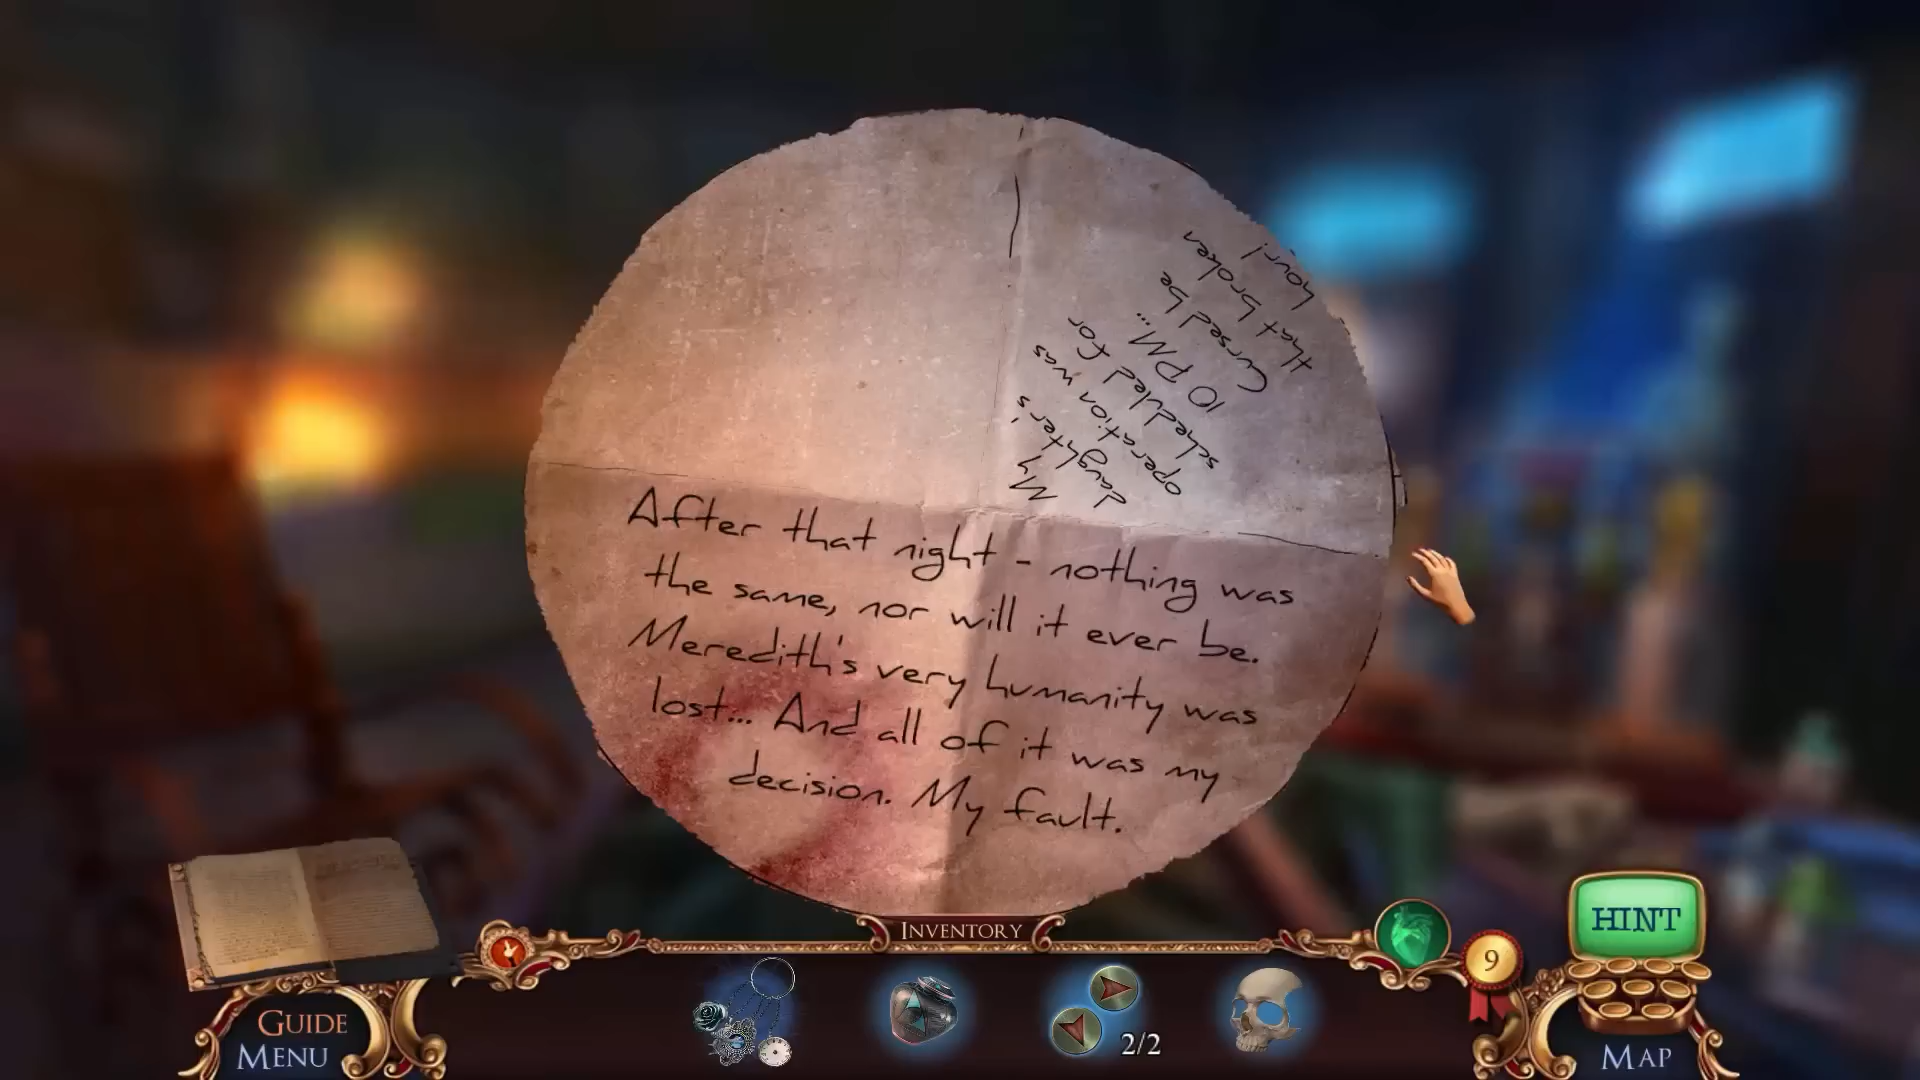 My
daughter's
operation was
scheduled for
10 PM...
Cursed be
that broken
hour!
After that night - nothing was
the same, nor will it ever be.
Meredith's very humanity was
lost... And all of it was my
decision. My fault.
INVENTORY
HINT
9
2/2
GUIDE
MENU
MAP